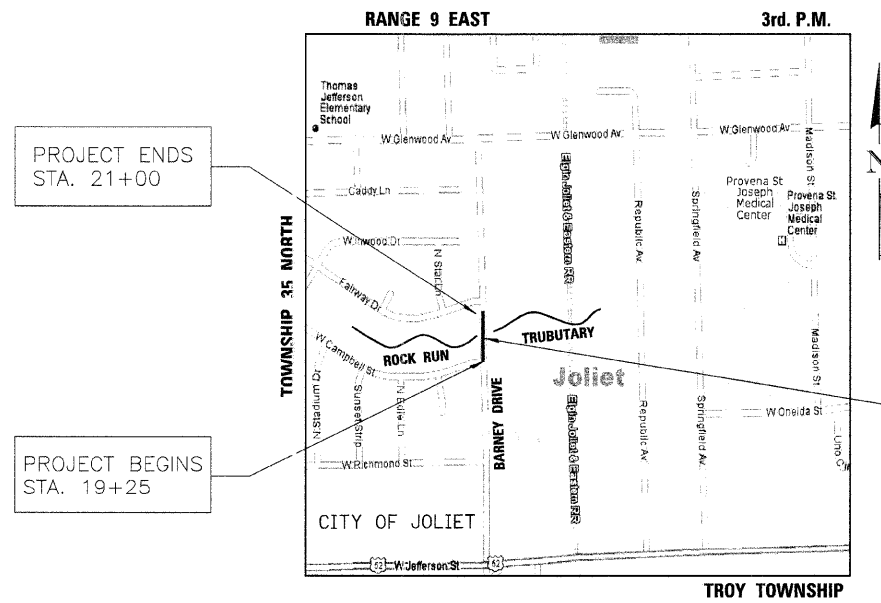 RANGE 9 EAST
3rd. P.M.
Thomas
Jefferson
Elementary
School
W Glenwood Av
W Glenwood Av
W Glenwood Av
Madison St
N
PROJECT ENDS
STA. 21+00
Caddy Ln
Provena St
Joseph
Medical
Center
Provena St
Joseph
Medical
Center
H
Elgin Joliet & Eastern RR
Republic Av
Springfield Av
TOWNSHIP 35 NORTH
W Inwood Dr
N Star Ln
Fairway Dr
ROCK RUN
TRUBUTARY
W Campbell St
Joliet
Madison St
N Stadium Dr
Sunset Strip
N Belle Ln
BARNEY DRIVE
Elgin Joliet & Eastern RR
Republic Av
Springfield Av
W Oneida St
PROJECT BEGINS
STA. 19+25
W Richmond St
CITY OF JOLIET
52
W Jefferson St
52
TROY TOWNSHIP